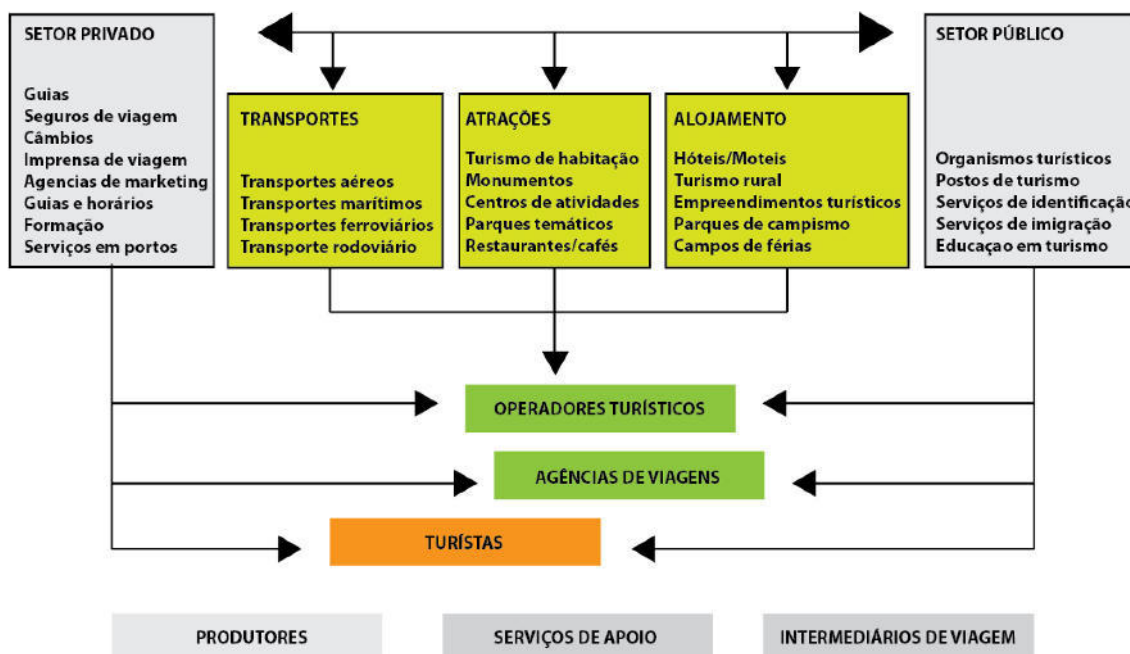 SETOR PRIVADO
Guias
Seguros de viagem
Câmbios
Imprensa de viagem
Agencias de marketing
Guias e horários
Formação
Serviços em portos
TRANSPORTES
Transportes aéreos
Transportes marítimos
Transportes ferroviários
Transporte rodoviário
ATRAÇÕES
Turismo de habitação
Monumentos
Centros de atividades
Parques temáticos
Restaurantes/cafés
ALOJAMENTO
Hóteis/Moteis
Turismo rural
Empreendimentos turísticos
Parques de campismo
Campos de férias
SETOR PÚBLICO
Organismos turísticos
Postos de turismo
Serviços de identificação
Serviços de imigração
Educaçao em turismo
OPERADORES TURÍSTICOS
AGÊNCIAS DE VIAGENS
TURÍSTAS
PRODUTORES
SERVIÇOS DE APOIO
INTERMEDIÁRIOS DE VIAGEM